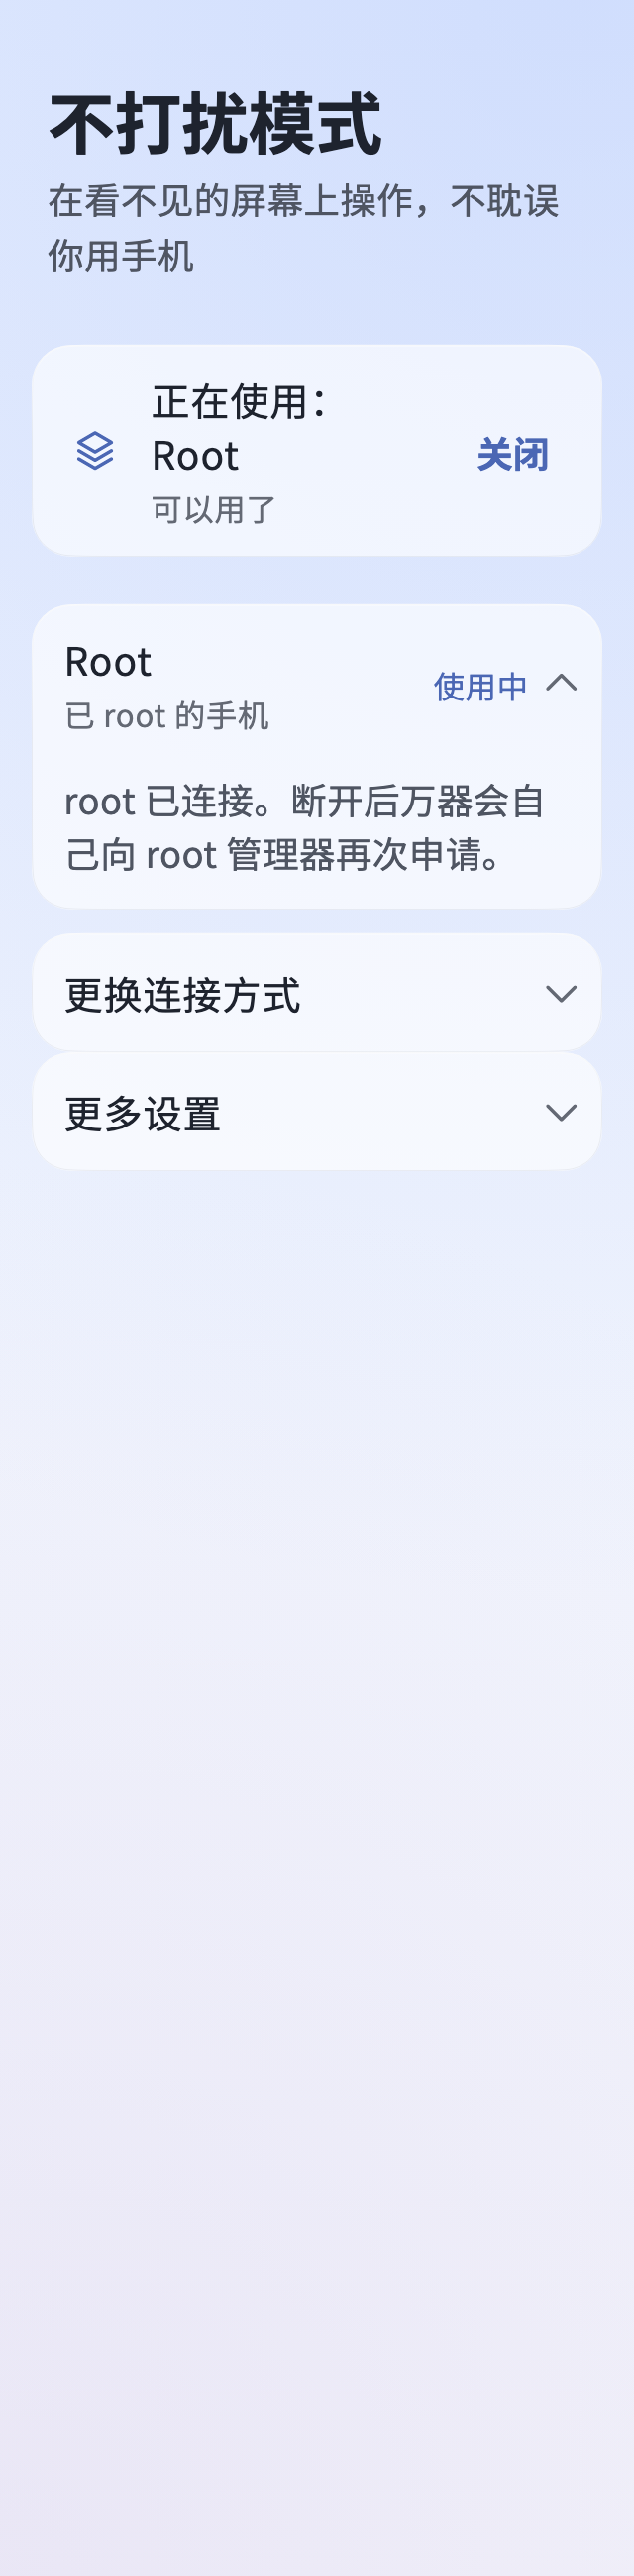 不打扰模式
在看不见的屏幕上操作，不耽误
你用手机
正在使用：
Root
可以用了
关闭
Root
已 root 的手机
使用中
root 已连接。断开后万器会自
己向 root 管理器再次申请。
更换连接方式
更多设置